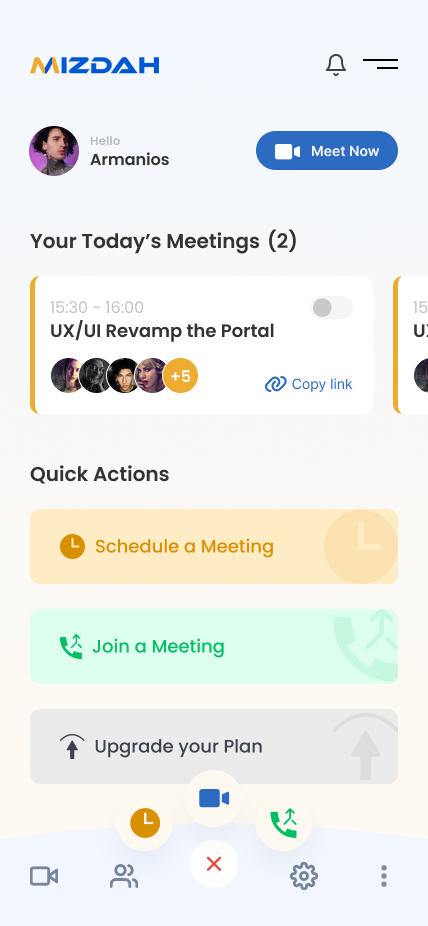 MIZDAH
Hello
Armanios
Meet Now
Your Today’s Meetings (2)
15:30 - 16:00
UX/UI Revamp the Portal
+5
Copy link
15
Quick Actions
Schedule a Meeting
Join a Meeting
Upgrade your Plan